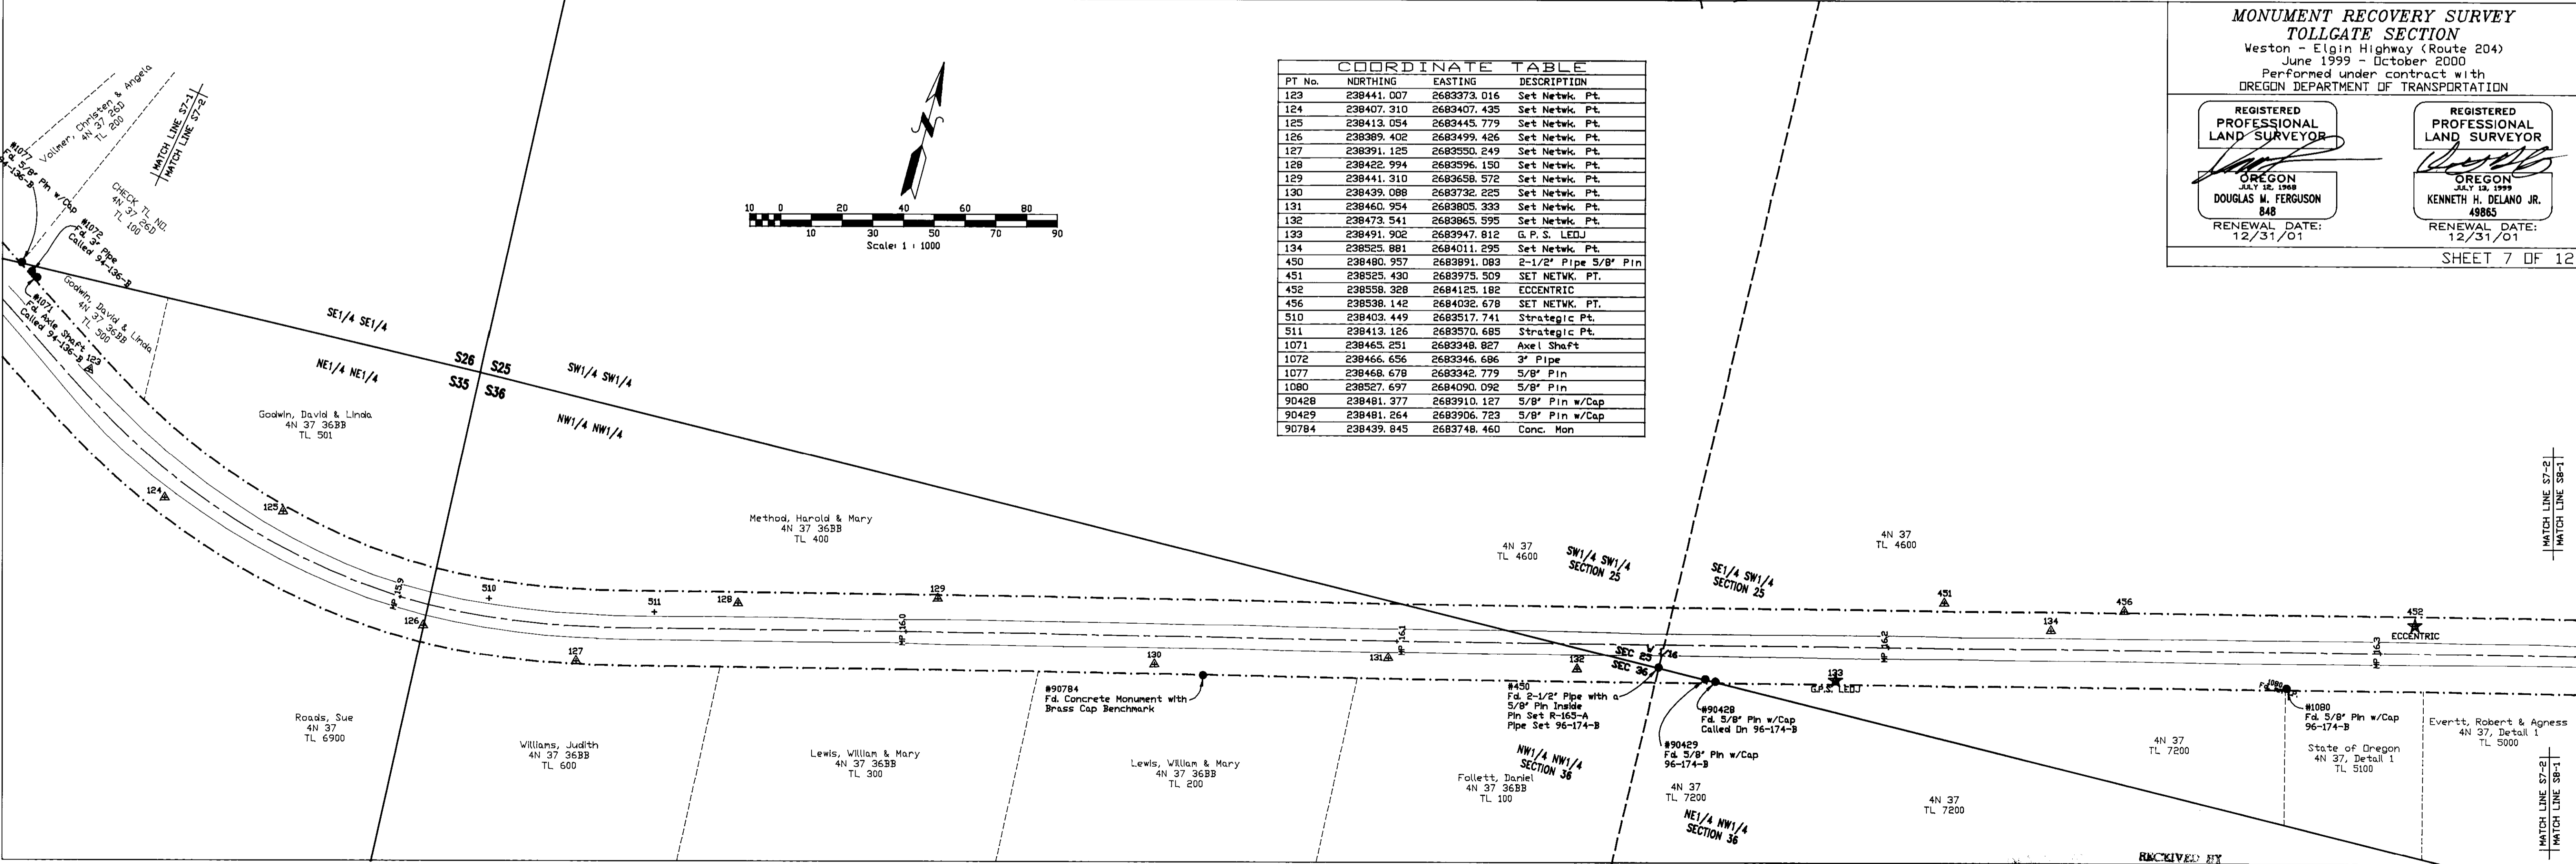 MONUMENT RECOVERY SURVEY
TOLLGATE SECTION
Weston - Elgin Highway (Route 204)
June 1999 - October 2000
Performed under contract with
OREGON DEPARTMENT OF TRANSPORTATION
REGISTERED
PROFESSIONAL
LAND SURVEYOR
OREGON
JULY 12, 1968
DOUGLAS M. FERGUSON
848
RENEWAL DATE:
12/31/01
REGISTERED
PROFESSIONAL
LAND SURVEYOR
OREGON
JULY 13, 1999
KENNETH H. DELANO JR.
49865
RENEWAL DATE:
12/31/01
SHEET 7 OF 12
COORDINATE TABLE
PT No. NORTHING EASTING DESCRIPTION
123 238441.007 2683373.016 Set Netwk. Pt.
124 238407.310 2683407.435 Set Netwk. Pt.
125 238413.054 2683445.779 Set Netwk. Pt.
126 238389.402 2683499.426 Set Netwk. Pt.
127 238391.125 2683550.249 Set Netwk. Pt.
128 238422.994 2683596.150 Set Netwk. Pt.
129 238441.310 2683658.572 Set Netwk. Pt.
130 238439.088 2683732.225 Set Netwk. Pt.
131 238460.954 2683805.333 Set Netwk. Pt.
132 238473.541 2683865.595 Set Netwk. Pt.
133 238491.902 2683947.812 G.P.S. LEDJ
134 238525.881 2684011.295 Set Netwk. Pt.
450 238480.957 2683891.083 2-1/2" Pipe 5/8" Pin
451 238525.430 2683975.509 SET NETWK. PT.
452 238558.328 2684125.182 ECCENTRIC
456 238538.142 2684032.678 SET NETWK. PT.
510 238403.449 2683517.741 Strategic Pt.
511 238413.126 2683570.685 Strategic Pt.
1071 238465.251 2683348.827 Axel Shaft
1072 238466.656 2683346.686 3" Pipe
1077 238468.678 2683342.779 5/8" Pin
1080 238527.697 2684090.092 5/8" Pin
90428 238481.377 2683910.127 5/8" Pin w/Cap
90429 238481.264 2683906.723 5/8" Pin w/Cap
90784 238439.845 2683748.460 Conc. Mon
N
10 0 20 40 60 80
10 30 50 70 90
Scale: 1 : 1000
Vollmer, Christen & Angela
4N 37 26D
TL 200
MATCH LINE S7-1
MATCH LINE S7-2
#1077
Fd. 5/8" Pin w/Cap
94-136-B
CHECK TL NO.
4N 37 26D
TL 100
#1072
Fd. 3" Pipe
Called 94-136-B
#1071
Fd. Axle Shaft
Called 94-136-B
Godwin, David & Linda
4N 37 36BB
TL 500
123
SE1/4 SE1/4
NE1/4 NE1/4
S26 S25
S35 S36
SW1/4 SW1/4
NW1/4 NW1/4
Godwin, David & Linda
4N 37 36BB
TL 501
124
125
Method, Harold & Mary
4N 37 36BB
TL 400
4N 37
TL 4600
SW1/4 SW1/4
SECTION 25
SE1/4 SW1/4
SECTION 25
4N 37
TL 4600
MATCH LINE S7-2
MATCH LINE S8-1
MP 15.9
126
510
511
127
128
MP 16.0
129
130
131
MP 16.1
132
SEC 25
SEC 36
W 1/16
133
G.P.S. LEDJ
MP 16.2
451
134
456
MP 16.3
452
ECCENTRIC
1080
#90784
Fd. Concrete Monument with
Brass Cap Benchmark
#450
Fd. 2-1/2" Pipe with a
5/8" Pin Inside
Pin Set R-165-A
Pipe Set 96-174-B
#90428
Fd. 5/8" Pin w/Cap
Called On 96-174-B
#90429
Fd. 5/8" Pin w/Cap
96-174-B
#1080
Fd. 5/8" Pin w/Cap
96-174-B
Roads, Sue
4N 37
TL 6900
Williams, Judith
4N 37 36BB
TL 600
Lewis, William & Mary
4N 37 36BB
TL 300
Lewis, William & Mary
4N 37 36BB
TL 200
Follett, Daniel
4N 37 36BB
TL 100
NW1/4 NW1/4
SECTION 36
4N 37
TL 7200
NE1/4 NW1/4
SECTION 36
4N 37
TL 7200
4N 37
TL 7200
State of Oregon
4N 37, Detail 1
TL 5100
Evertt, Robert & Agness
4N 37, Detail 1
TL 5000
MATCH LINE S7-2
MATCH LINE S8-1
RECEIVED BY